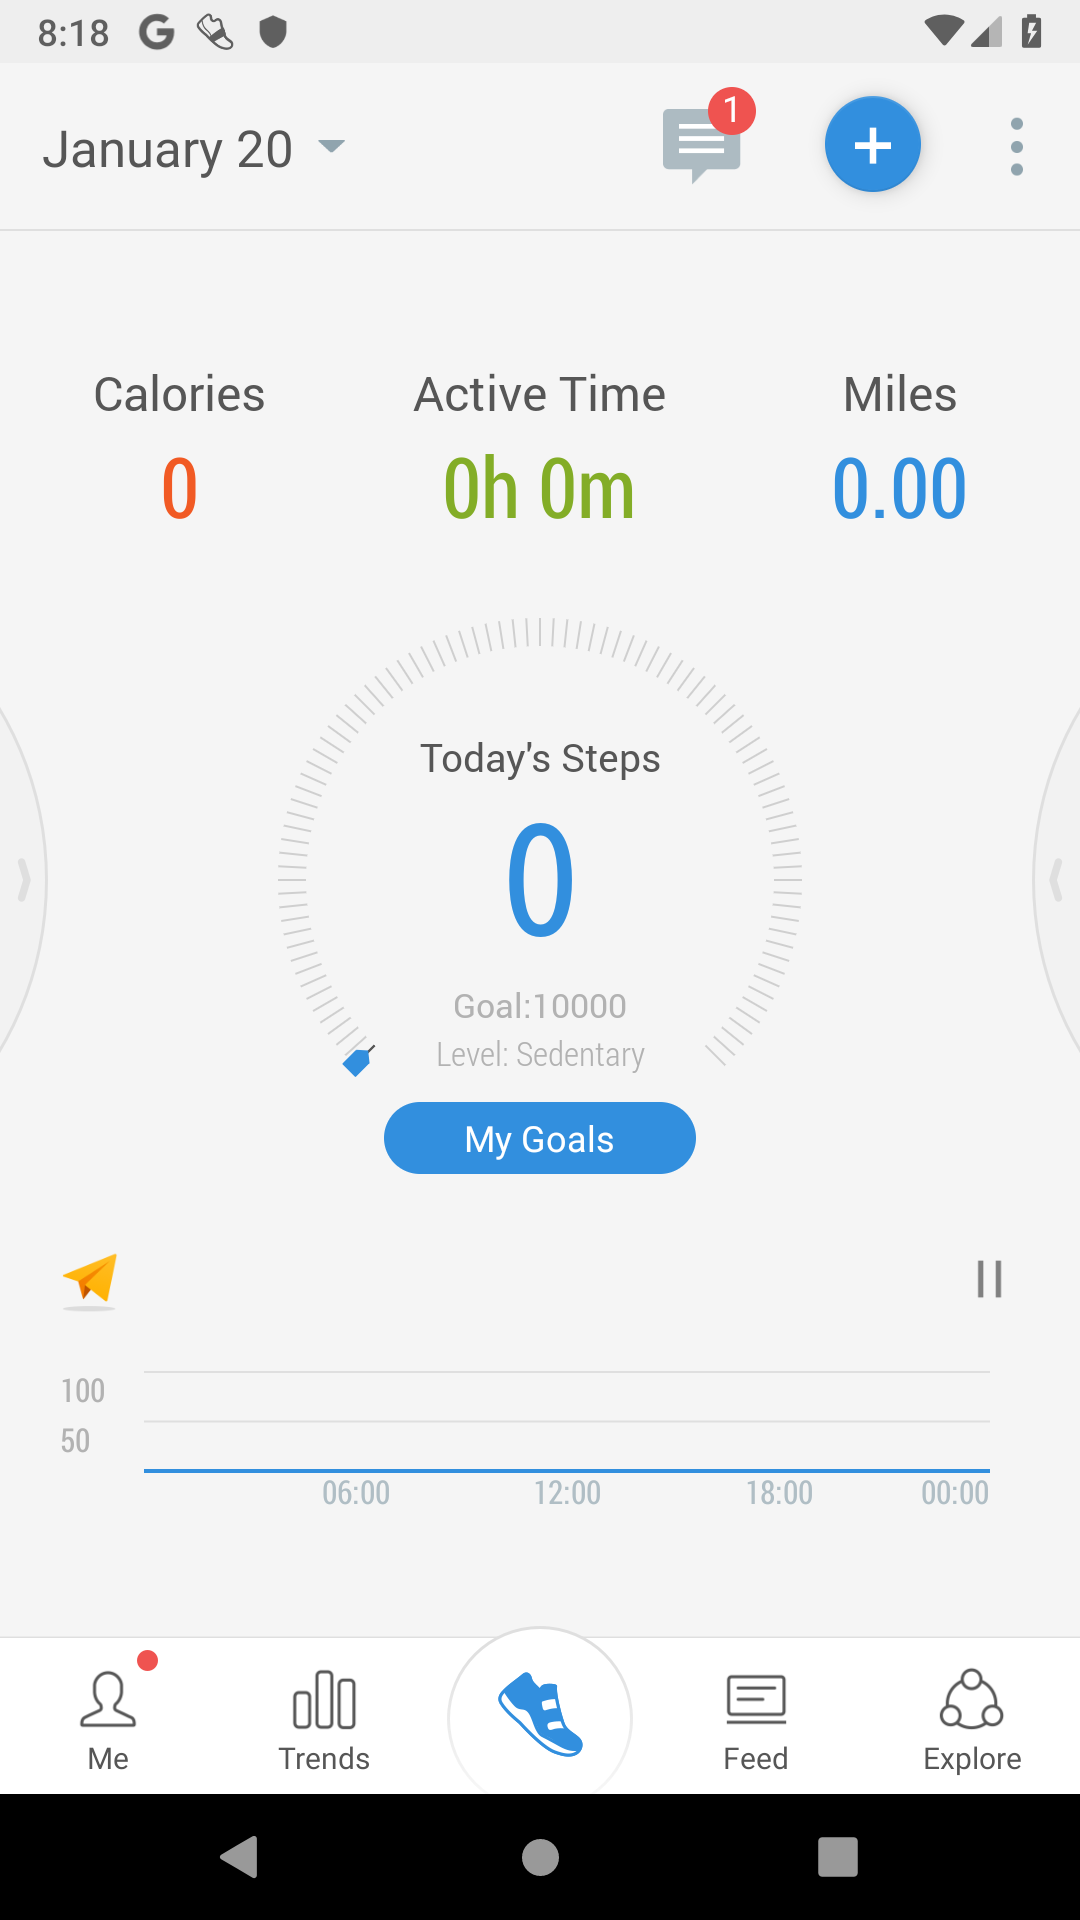 8:18
January 20
1
Calories Active Time Miles
0 0h 0m 0.00
Today's Steps
0
Goal:10000
Level: Sedentary
My Goals
100
50
06:00 12:00 18:00 00:00
Me Trends Feed Explore